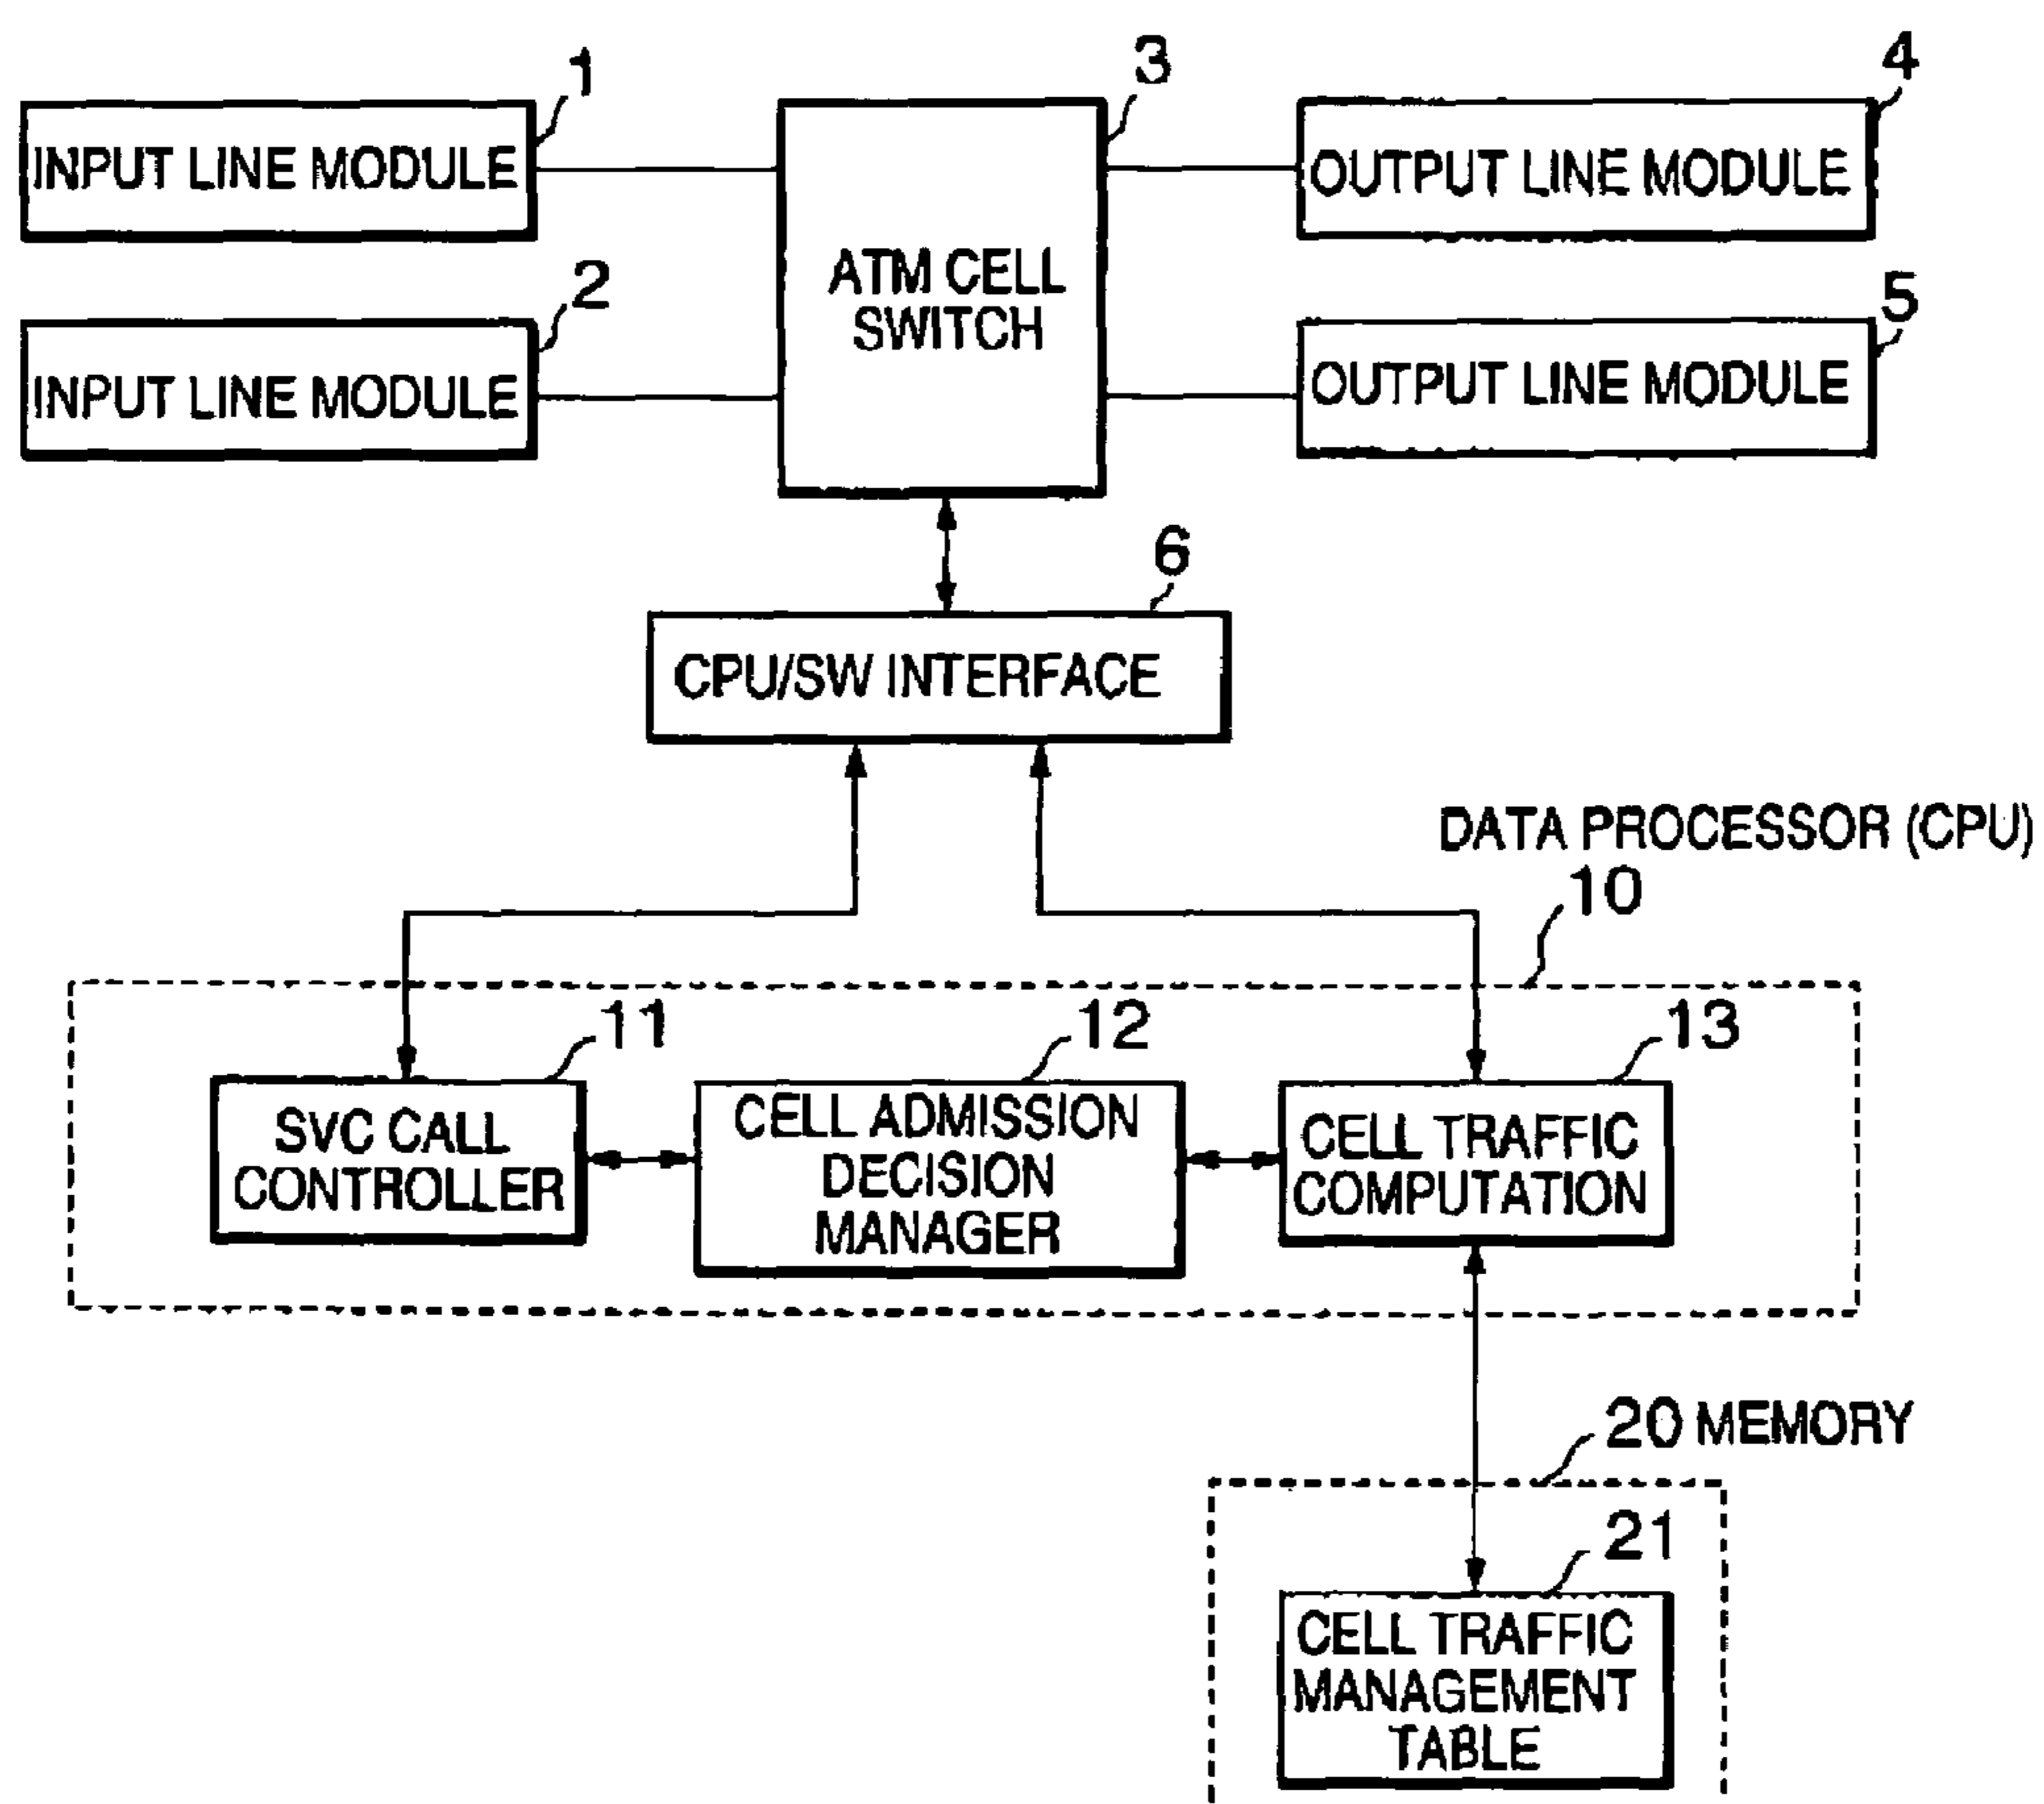 1
3
4
INPUT LINE MODULE
OUTPUT LINE MODULE
ATM CELL
SWITCH
2
5
INPUT LINE MODULE
OUTPUT LINE MODULE
6
CPU/SW INTERFACE
DATA PROCESSOR (CPU)
10
11
12
13
SVC CALL
CONTROLLER
CELL ADMISSION
DECISION
MANAGER
CELL TRAFFIC
COMPUTATION
20 MEMORY
21
CELL TRAFFIC
MANAGEMENT
TABLE